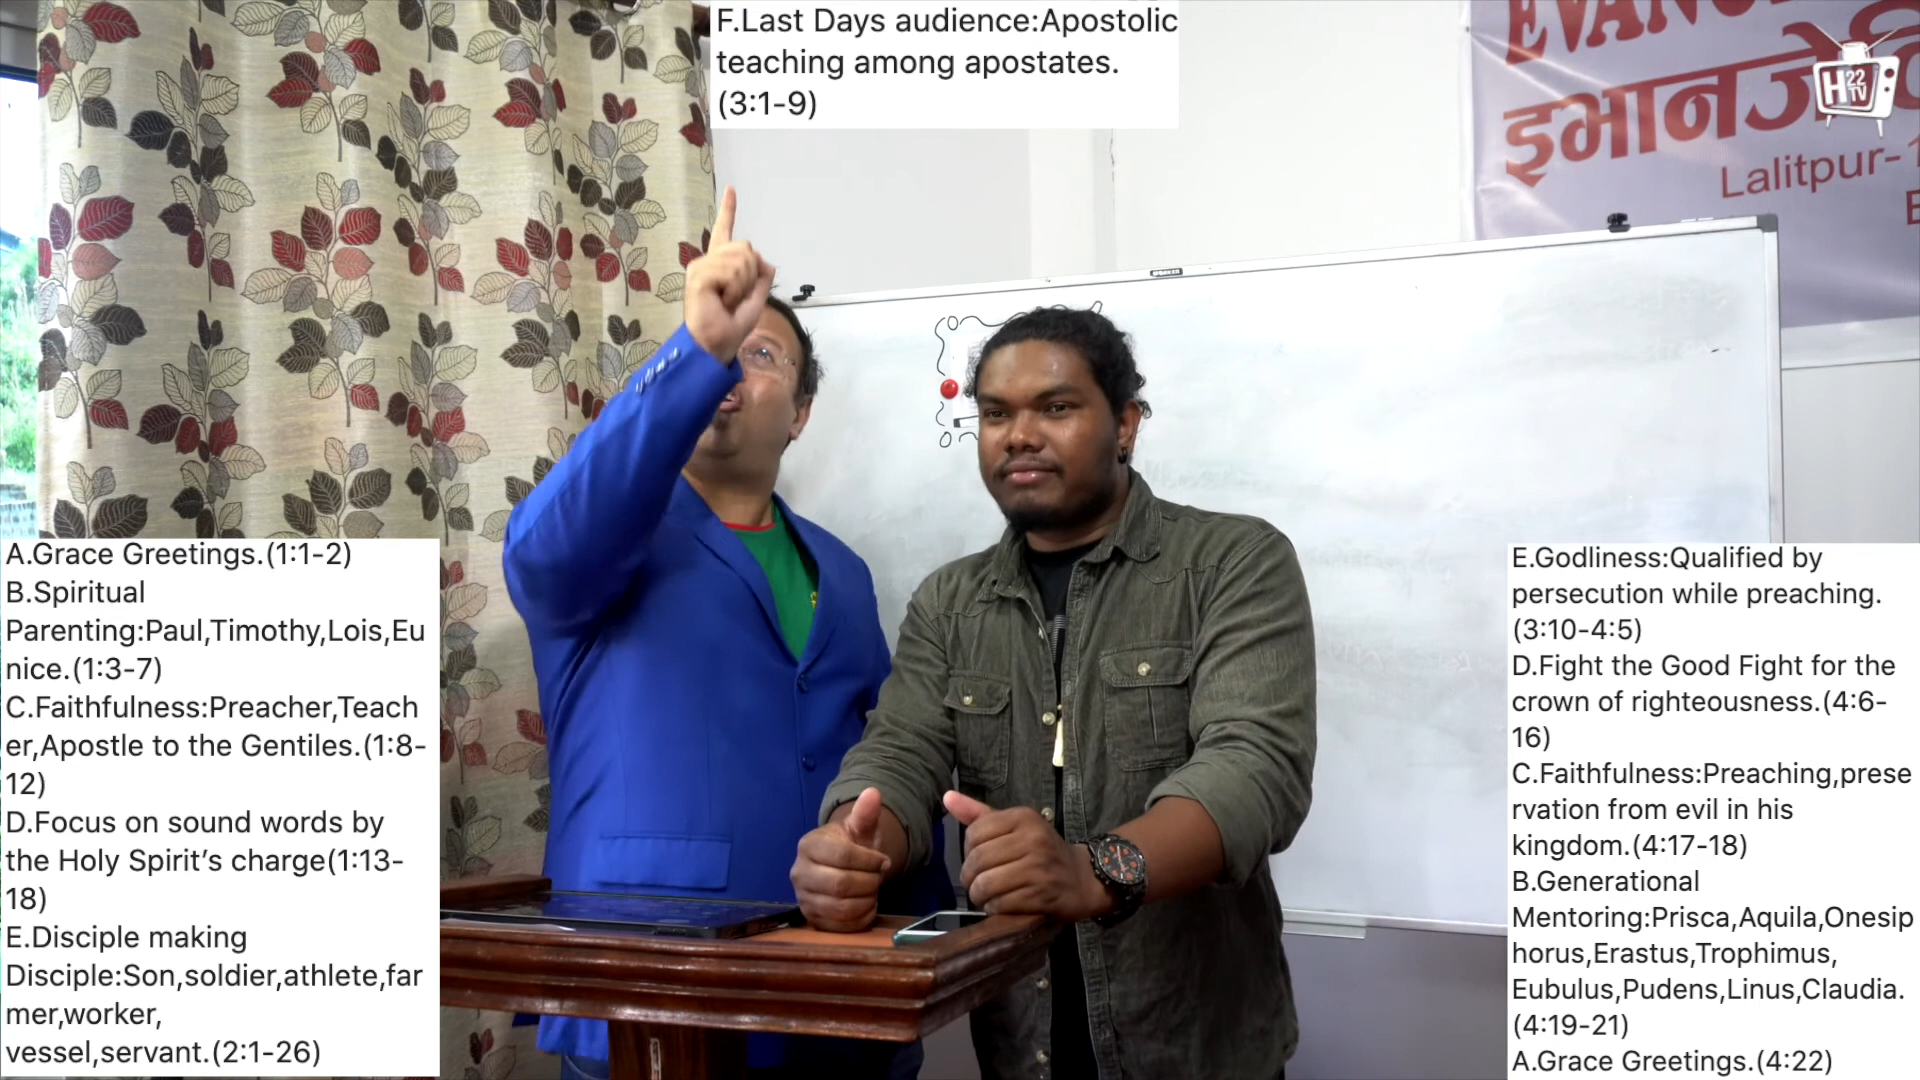 F.Last Days audience:Apostolic
teaching among apostates.
(3:1-9)
इभानजे
Lalitpur-1
H22
TV
A.Grace Greetings.(1:1-2)
B.Spiritual
Parenting:Paul,Timothy,Lois,Eu
nice.(1:3-7)
C.Faithfulness:Preacher,Teach
er,Apostle to the Gentiles.(1:8-
12)
D.Focus on sound words by
the Holy Spirit’s charge(1:13-
18)
E.Disciple making
Disciple:Son,soldier,athlete,far
mer,worker,
vessel,servant.(2:1-26)
E.Godliness:Qualified by
persecution while preaching.
(3:10-4:5)
D.Fight the Good Fight for the
crown of righteousness.(4:6-
16)
C.Faithfulness:Preaching,prese
rvation from evil in his
kingdom.(4:17-18)
B.Generational
Mentoring:Prisca,Aquila,Onesip
horus,Erastus,Trophimus,
Eubulus,Pudens,Linus,Claudia.
(4:19-21)
A.Grace Greetings.(4:22)